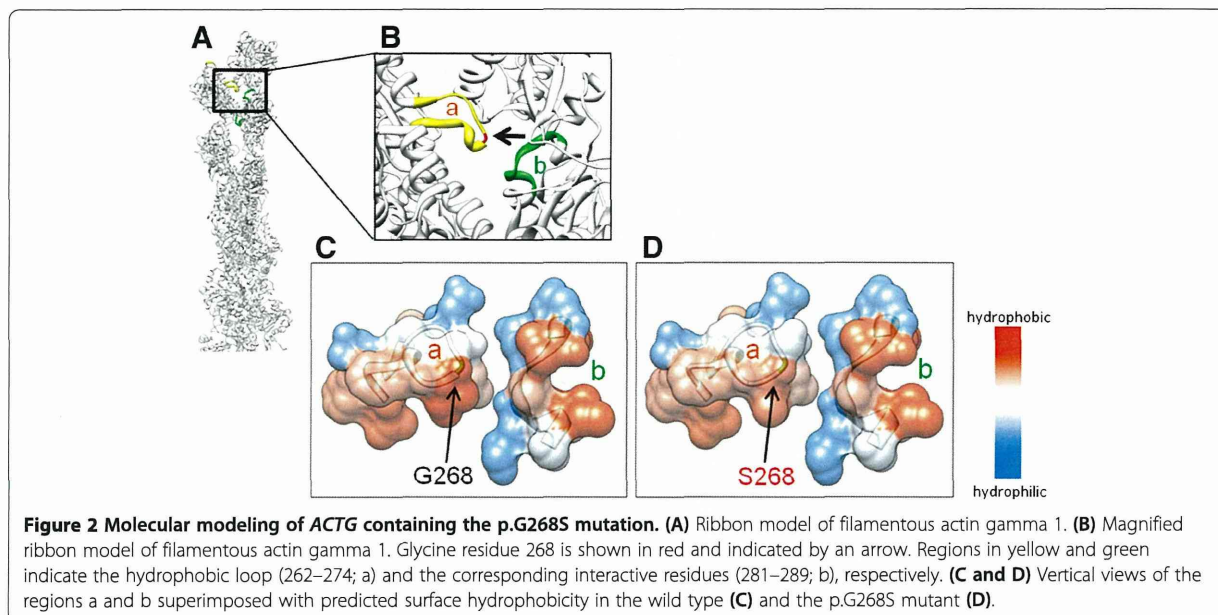 A
B
a
b
C
D
a
b
G268
a
b
S268
hydrophobic
hydrophilic
Figure 2 Molecular modeling of ACTG containing the p.G268S mutation. (A) Ribbon model of filamentous actin gamma 1. (B) Magnified
ribbon model of filamentous actin gamma 1. Glycine residue 268 is shown in red and indicated by an arrow. Regions in yellow and green
indicate the hydrophobic loop (262–274; a) and the corresponding interactive residues (281–289; b), respectively. (C and D) Vertical views of the
regions a and b superimposed with predicted surface hydrophobicity in the wild type (C) and the p.G268S mutant (D).